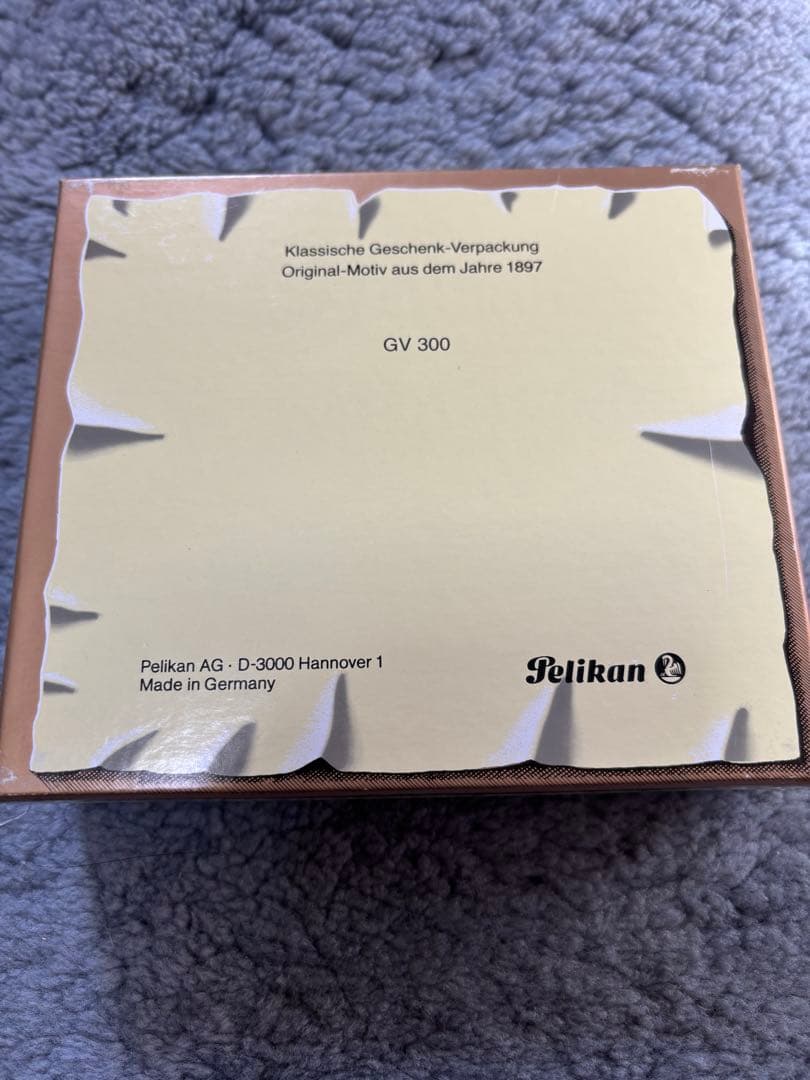 Klassische Geschenk-Verpackung
Original-Motiv aus dem Jahre 1897
GV 300
Pelikan AG · D-3000 Hannover 1
Made in Germany
Pelikan